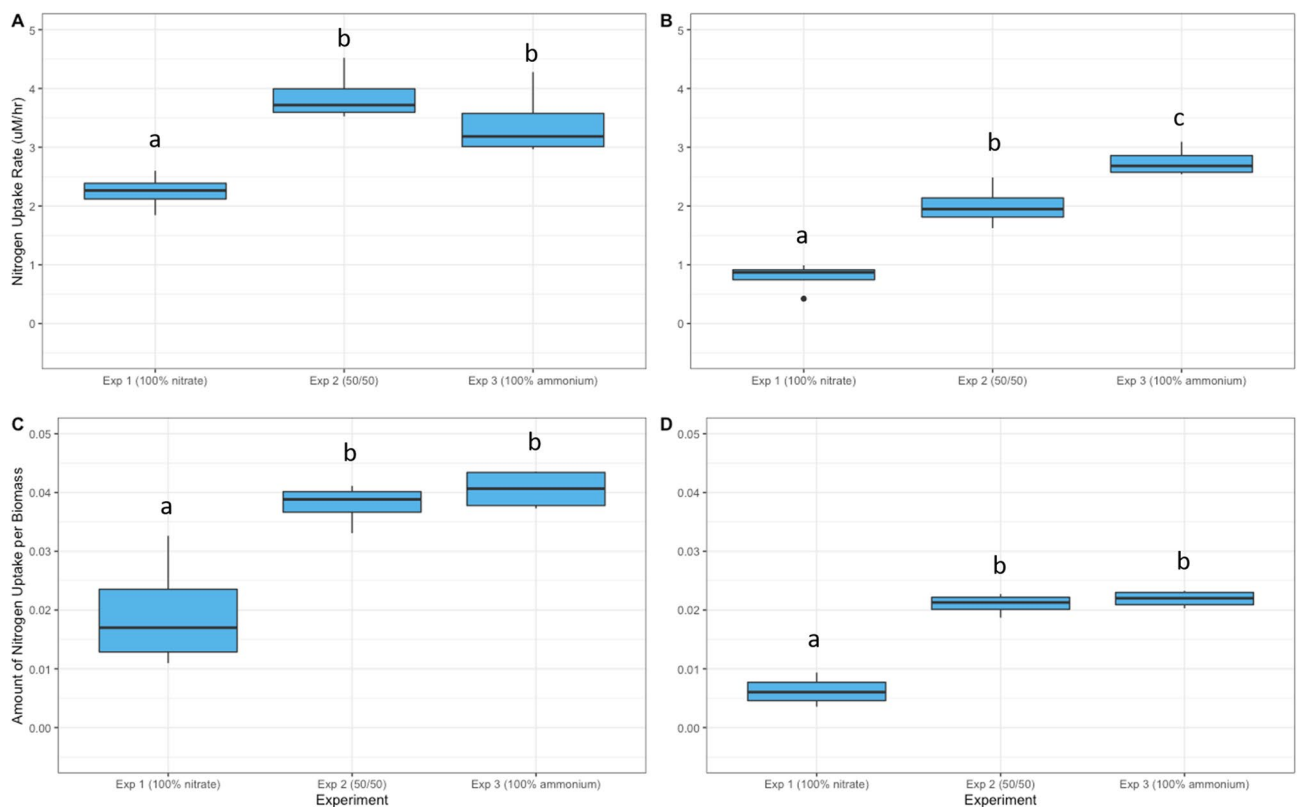 A
Nitrogen Uptake Rate (uM/hr)
5
4
3
2
1
0
a
b
b
Exp 1 (100% nitrate)
Exp 2 (50/50)
Exp 3 (100% ammonium)
B
5
4
3
2
1
0
a
b
c
Exp 1 (100% nitrate)
Exp 2 (50/50)
Exp 3 (100% ammonium)
C
Amount of Nitrogen Uptake per Biomass
0.05
0.04
0.03
0.02
0.01
0.00
a
b
b
Exp 1 (100% nitrate)
Exp 2 (50/50)
Exp 3 (100% ammonium)
Experiment
D
0.05
0.04
0.03
0.02
0.01
0.00
a
b
b
Exp 1 (100% nitrate)
Exp 2 (50/50)
Exp 3 (100% ammonium)
Experiment